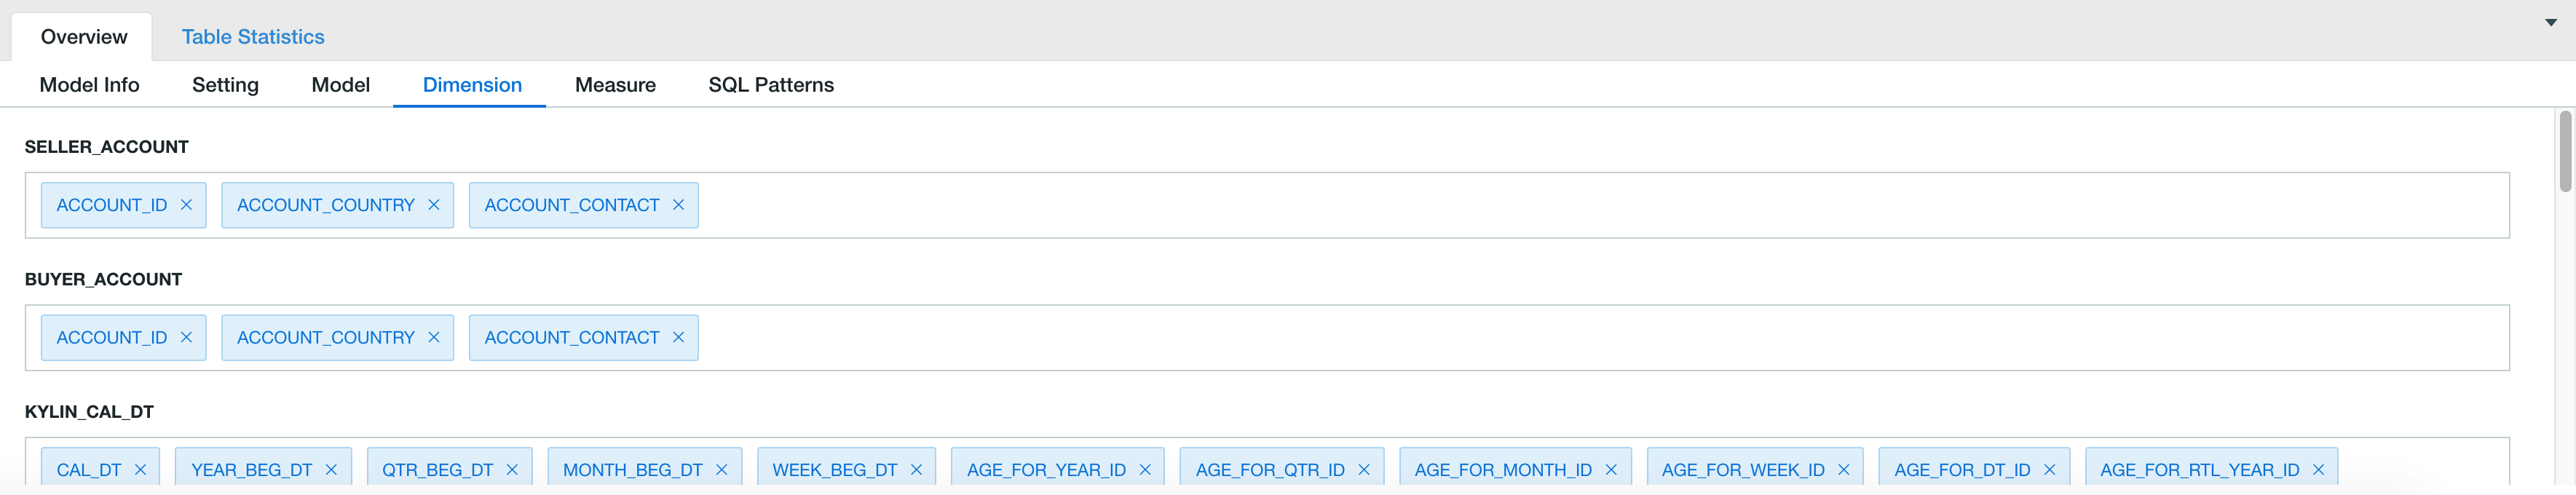 Overview Table Statistics
Model Info Setting Model Dimension Measure SQL Patterns
SELLER_ACCOUNT
ACCOUNT_ID ACCOUNT_COUNTRY ACCOUNT_CONTACT
BUYER_ACCOUNT
ACCOUNT_ID ACCOUNT_COUNTRY ACCOUNT_CONTACT
KYLIN_CAL_DT
CAL_DT YEAR_BEG_DT QTR_BEG_DT MONTH_BEG_DT WEEK_BEG_DT AGE_FOR_YEAR_ID AGE_FOR_QTR_ID AGE_FOR_MONTH_ID AGE_FOR_WEEK_ID AGE_FOR_DT_ID AGE_FOR_RTL_YEAR_ID